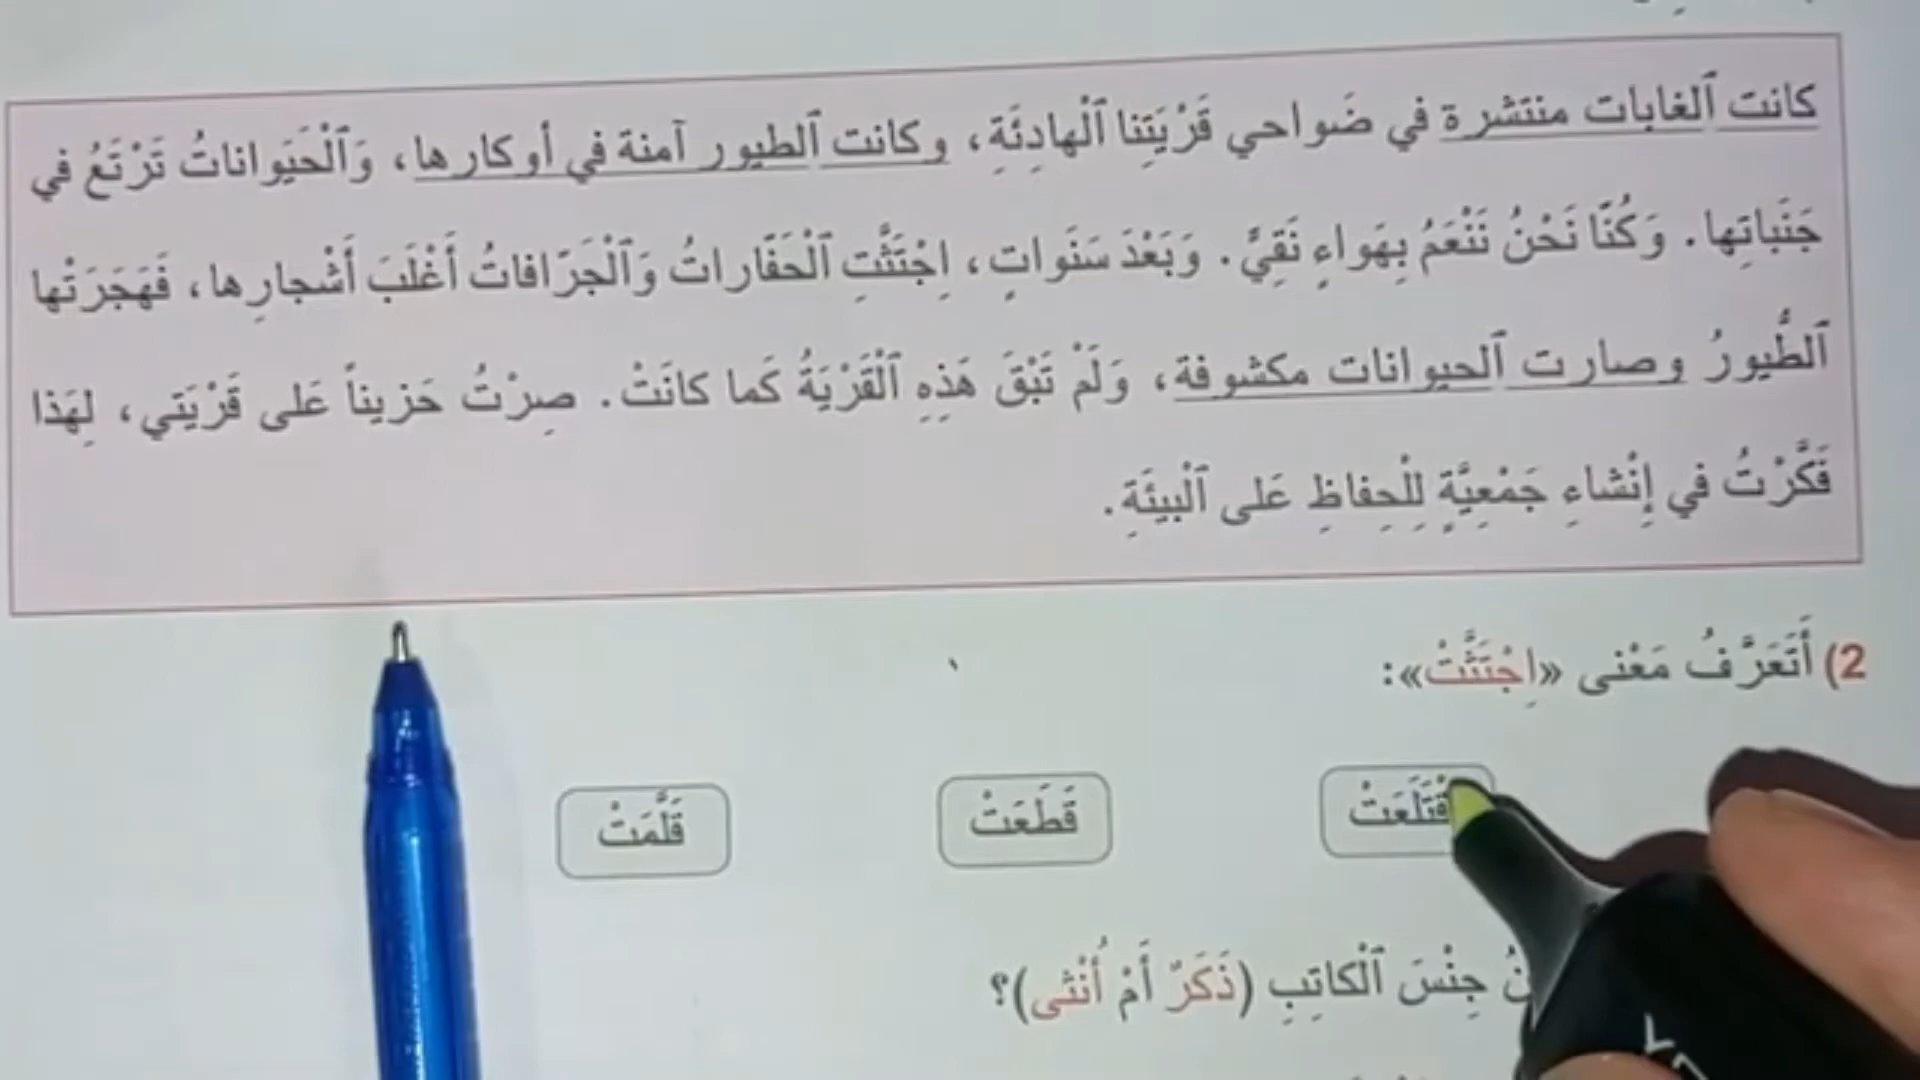 كانت ٱلغابات منتشرة في ضَواحي قَرْيَتِنا ٱلْهادِئَةِ، وكانت ٱلطيور آمنة في أوكارها، وَٱلْحَيَواناتُ تَرْتَعُ في
جَنَباتِها. وَكُنّا نَحْنُ نَنْعَمُ بِهَواءٍ نَقِيٍّ. وَبَعْدَ سَنَواتٍ، اِجْتَثَّتِ ٱلْحَفّاراتُ وَٱلْجَرّافاتُ أَغْلَبَ أَشْجارِها، فَهَجَرَتْها
ٱلطُّيورُ وصارت ٱلحيوانات مكشوفة، وَلَمْ تَبْقَ هَذِهِ ٱلْقَرْيَةُ كَما كانَتْ. صِرْتُ حَزيناً عَلى قَرْيَتي، لِهَذا
فَكَّرْتُ في إِنْشاءِ جَمْعِيَّةٍ لِلْحِفاظِ عَلى ٱلْبيئَةِ.
2) أَتَعَرَّفُ مَعْنى «اِجْتَثَّتْ»:
قَطَعَتْ قَلَّمَتْ
جِنْسَ ٱلْكاتِبِ (ذَكَرٌ أَمْ أُنْثى)؟